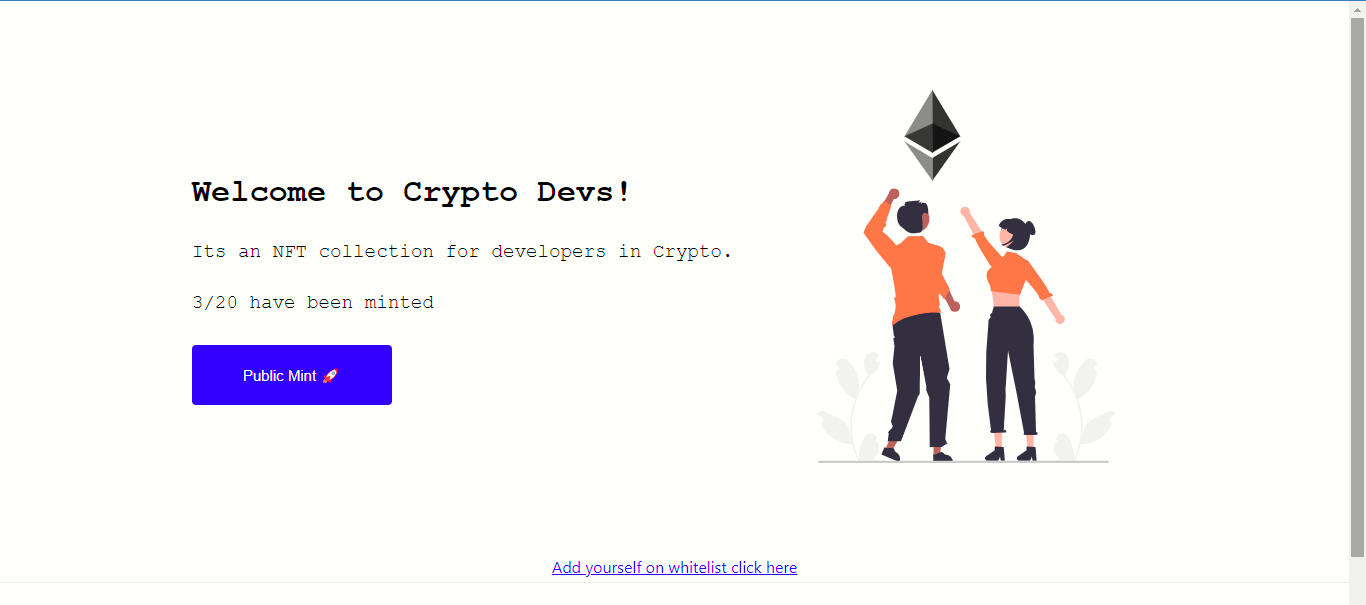 Welcome to Crypto Devs!
Its an NFT collection for developers in Crypto.
3/20 have been minted
Public Mint 🚀
Add yourself on whitelist click here